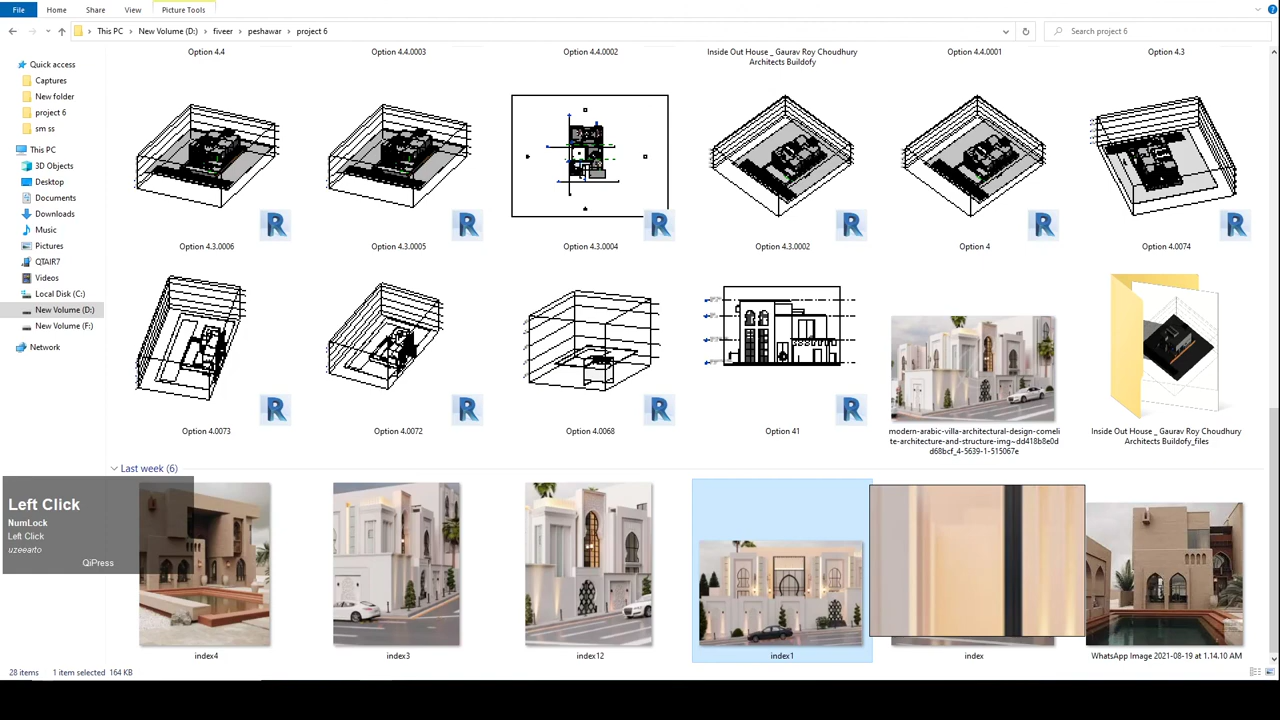 File
Home
Share
View
Picture Tools
This PC
New Volume (D:)
fiveer
peshawar
project 6
Search project 6
Option 4.4
Option 4.4.0003
Option 4.4.0002
Inside Out House _ Gaurav Roy Choudhury
Architects Buildofy
Option 4.4.0001
Option 4.3
Quick access
Captures
New folder
project 6
sm ss
This PC
3D Objects
Desktop
Documents
Downloads
Music
Pictures
QTAIR7
Videos
Local Disk (C:)
New Volume (D:)
New Volume (F:)
Network
R
R
R
R
R
R
Option 4.3.0006
Option 4.3.0005
Option 4.3.0004
Option 4.3.0002
Option 4
Option 4.0074
R
R
R
R
Option 4.0073
Option 4.0072
Option 4.0068
Option 41
modern-arabic-villa-architectural-design-comeli
te-architecture-and-structure-img~dd418b8e0d
d68bcf_4-5639-1-515067e
Inside Out House _ Gaurav Roy Choudhury
Architects Buildofy_files
Last week (6)
Left Click
NumLock
Left Click
uzeearto
QiPress
index4
index3
index12
index1
index
WhatsApp Image 2021-08-19 at 1.14.10 AM
28 items
1 item selected 164 KB